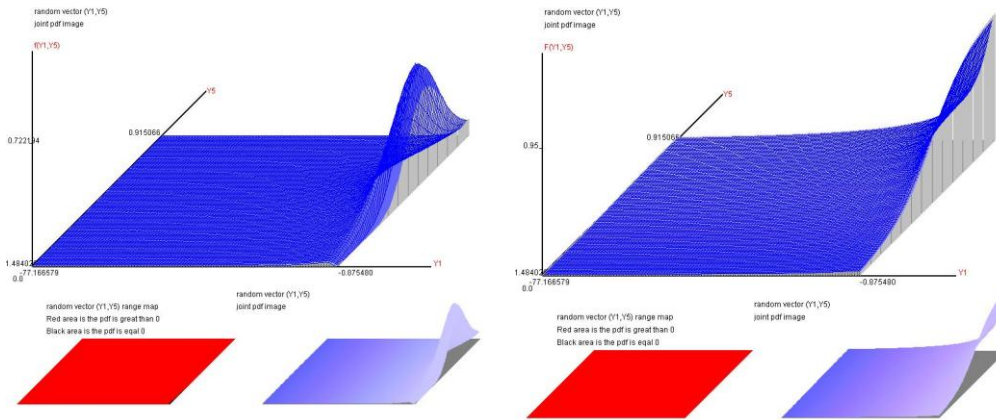 random vector (Y1,Y5)
joint pdf image
f(Y1,Y5)
Y5
0.915066
0.722194
1.48402
-77.166579
0.0
-0.875480
Y1
random vector (Y1,Y5) range map
Red area is the pdf is great than 0
Black area is the pdf is eqal 0
random vector (Y1,Y5)
joint pdf image
random vector (Y1,Y5)
joint pdf image
F(Y1,Y5)
Y5
0.915066
0.95
1.48402
-77.166579
0.0
-0.875480
Y1
random vector (Y1,Y5) range map
Red area is the pdf is great than 0
Black area is the pdf is eqal 0
random vector (Y1,Y5)
joint pdf image